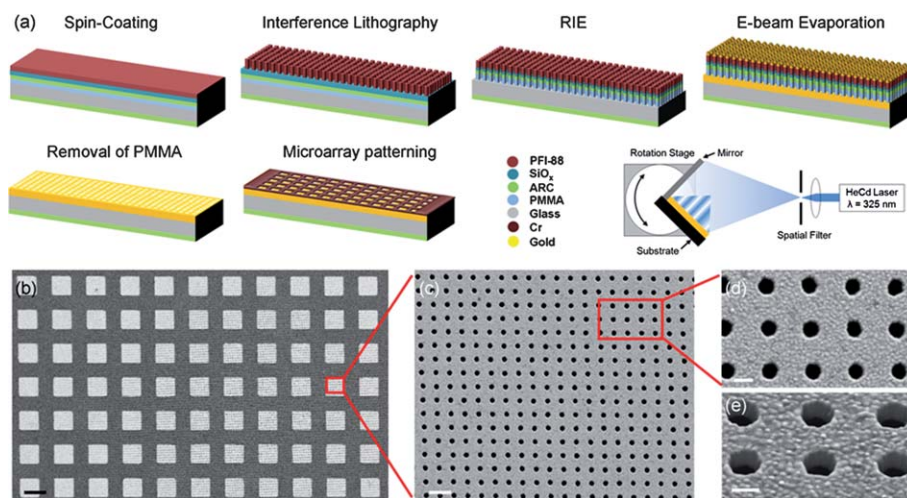 (a)
Spin-Coating
Interference Lithography
RIE
E-beam Evaporation
Removal of PMMA
Microarray patterning
PFI-88
SiOₓ
ARC
PMMA
Glass
Cr
Gold
Rotation Stage
Mirror
HeCd Laser
λ = 325 nm
Spatial Filter
Substrate
(b)
(c)
(d)
(e)